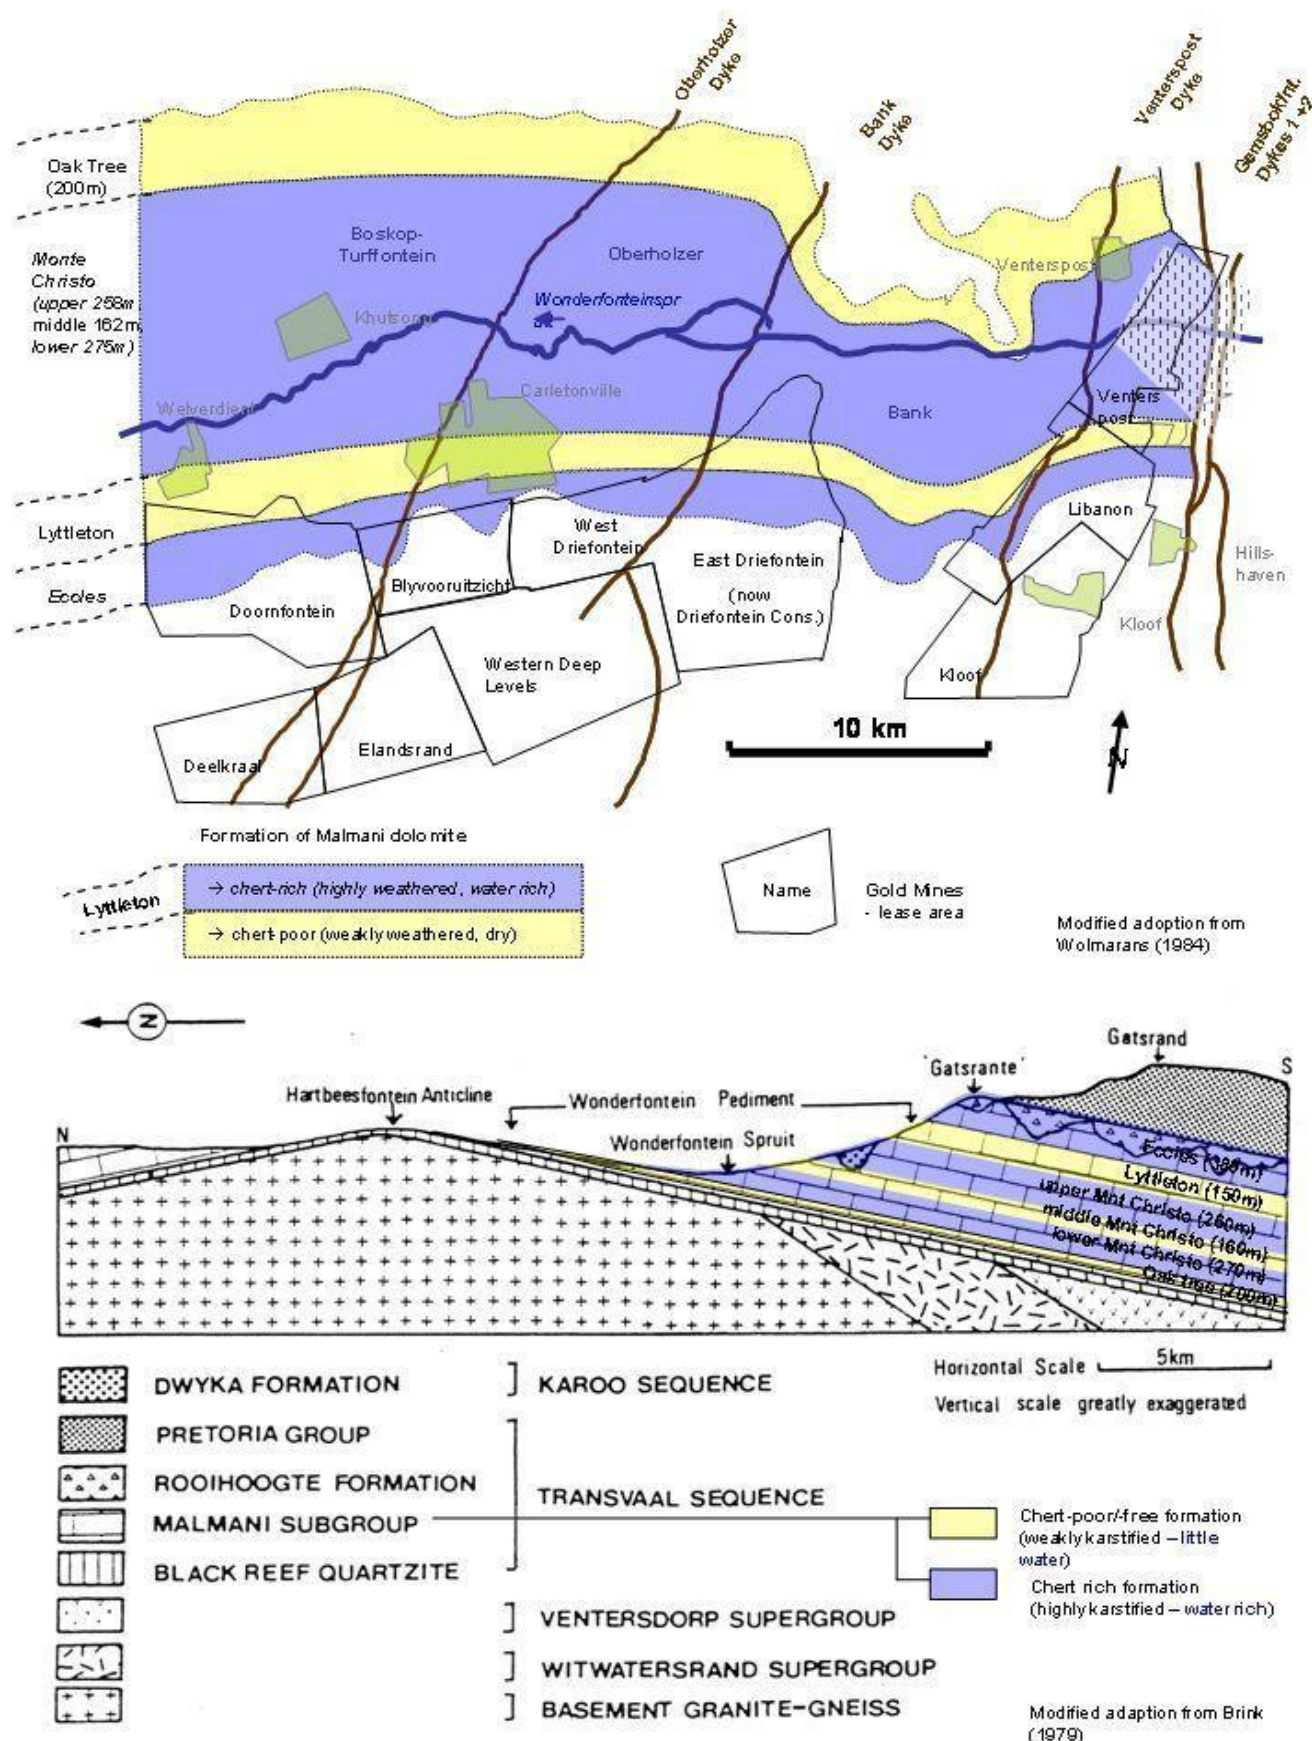 Oberholzer
Dyke
Bank
Dyke
Venterspost
Dyke
Gemsbokfnt.
Dykes 1 +2
Oak Tree
(200m)
Monte
Christo
(upper 258m
middle 162m,
lower 275m)
Boskop-
Turffontein
Oberholzer
Venterspost
Wonderfonteinspr
Khutsong
Welverdiend
Carletonville
Bank
Venters
post
Lyttleton
Eccles
Libanon
West
Driefontein
East Driefontein
(now
Driefontein Cons.)
Blyvooruitzicht
Doornfontein
Hills-
haven
Kloof
Western Deep
Levels
Kloof
Elandsrand
Deelkraal
10 km
N
Formation of Malmani dolomite
Lyttleton
→ chert-rich (highly weathered, water rich)
→ chert-poor (weakly weathered, dry)
Name
Gold Mines
- lease area
Modified adoption from
Wolmarans (1984)
N
Gatsrand
'Gatsrante'
S
Hartbeesfontein Anticline
Wonderfontein Pediment
N
Wonderfontein Spruit
Eccles (380m)
Lyttleton (150m)
upper Mnt Christo (260m)
middle Mnt Christo (160m)
lower Mnt Christo (270m)
Oak tree (200m)
Horizontal Scale 5km
Vertical scale greatly exaggerated
DWYKA FORMATION
KAROO SEQUENCE
PRETORIA GROUP
ROOIHOOGTE FORMATION
TRANSVAAL SEQUENCE
MALMANI SUBGROUP
BLACK REEF QUARTZITE
Chert-poor/-free formation
(weakly karstified – little
water)
Chert rich formation
(highly karstified – water rich)
VENTERSDORP SUPERGROUP
WITWATERSRAND SUPERGROUP
BASEMENT GRANITE-GNEISS
Modified adaption from Brink
(1979)